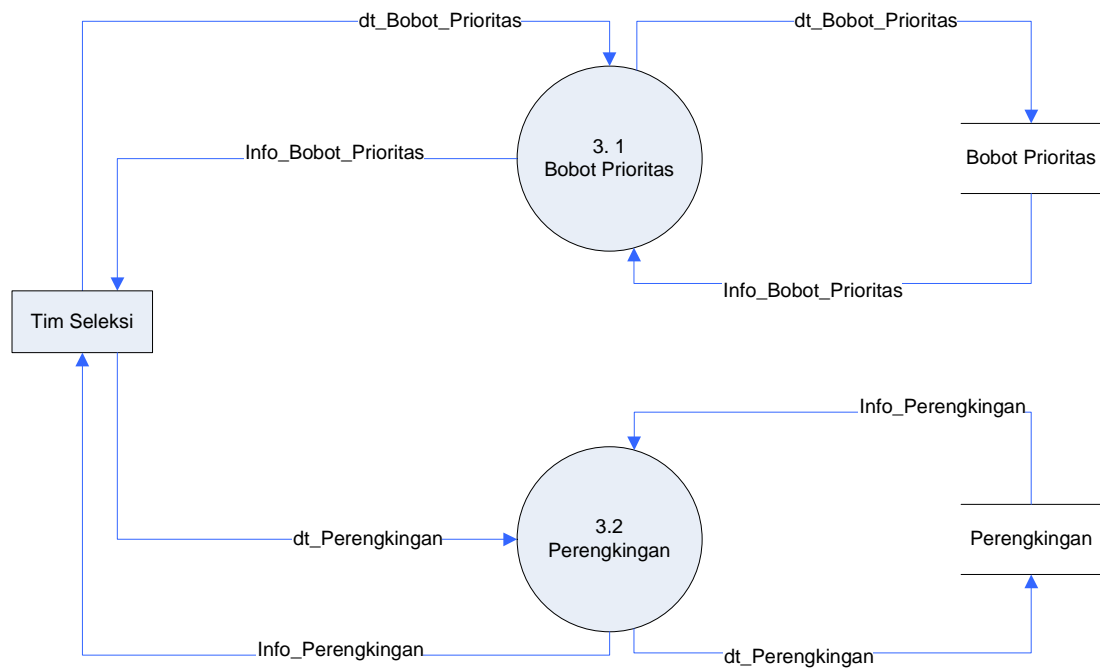 dt_Bobot_Prioritas
dt_Bobot_Prioritas
Info_Bobot_Prioritas
3. 1
Bobot Prioritas
Bobot Prioritas
Info_Bobot_Prioritas
Tim Seleksi
Info_Perengkingan
dt_Perengkingan
3.2
Perengkingan
Perengkingan
Info_Perengkingan
dt_Perengkingan